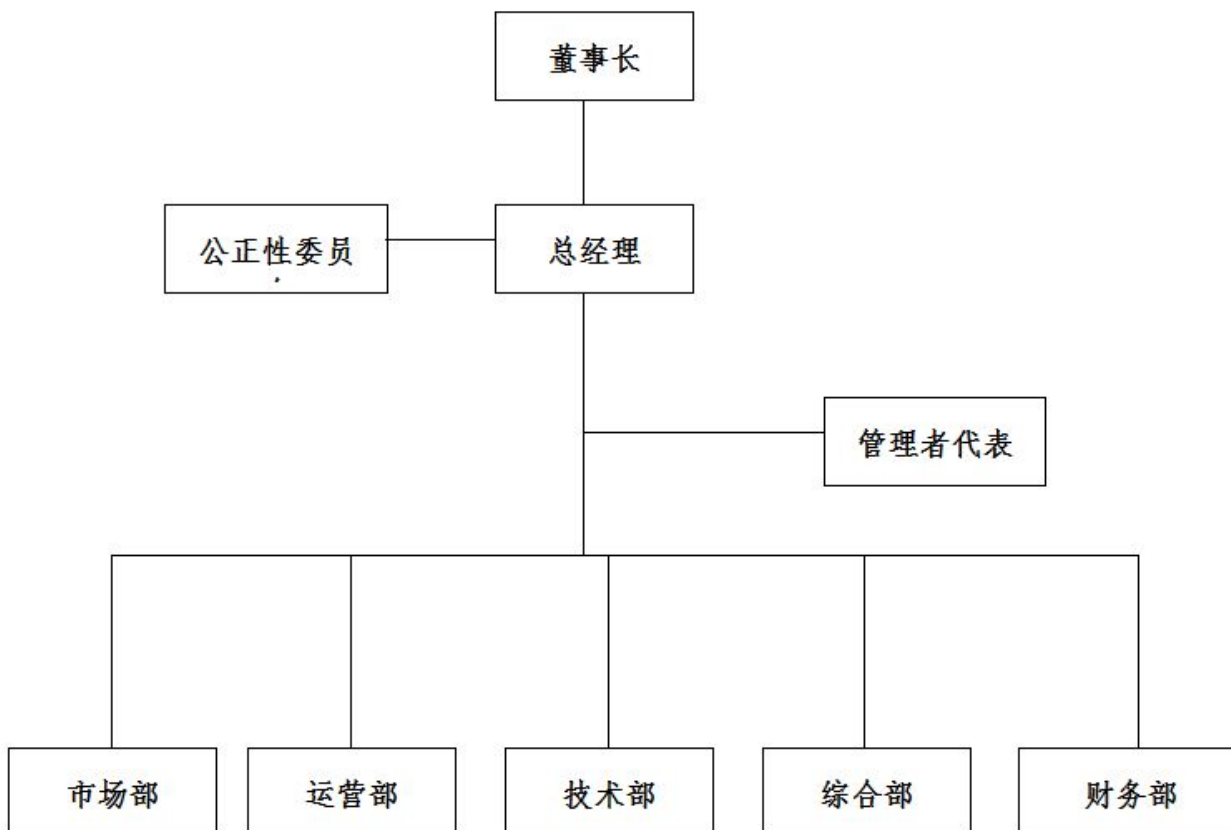 董事长
公正性委员
总经理
管理者代表
市场部
运营部
技术部
综合部
财务部